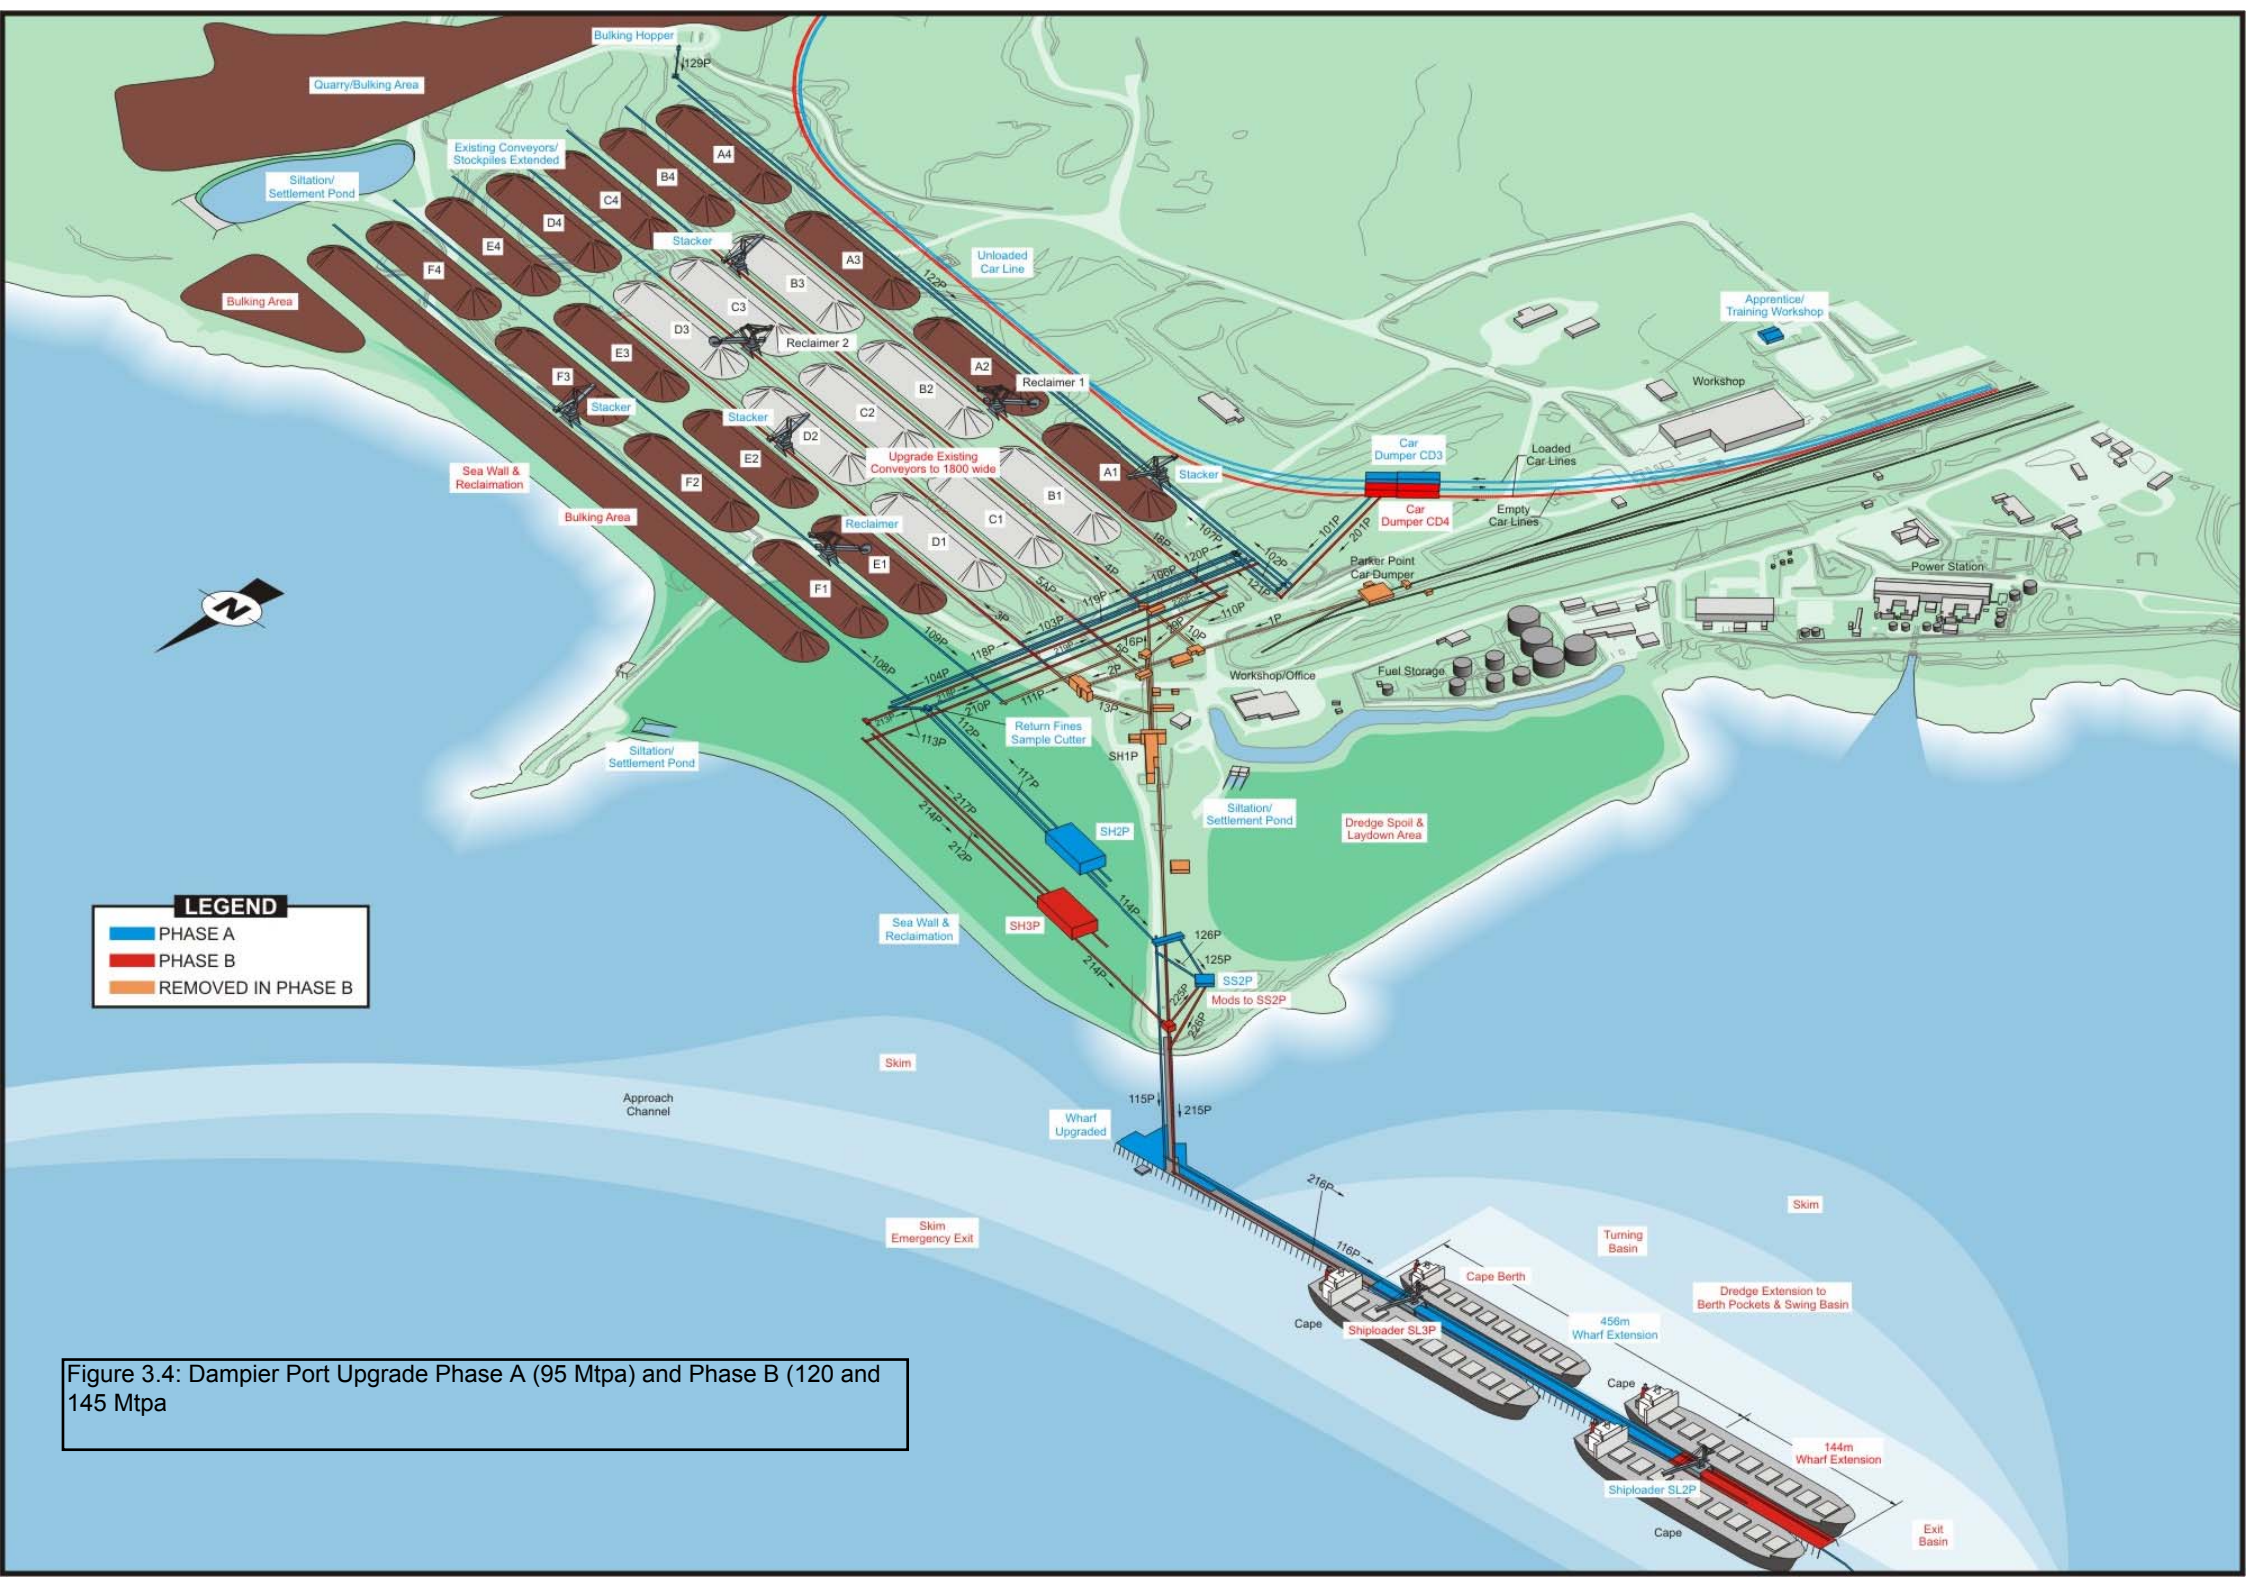 Bulking Hopper
129P
Quarry/Bulking Area
Existing Conveyors/
Stockpiles Extended
Siltation/
Settlement Pond
A4
B4
C4
D4
E4
F4
Stacker
A3
B3
C3
D3
E3
F3
122P
Unloaded
Car Line
Bulking Area
Apprentice/
Training Workshop
Reclaimer 2
A2
Reclaimer 1
B2
C2
D2
E2
F2
Stacker
Stacker
Workshop
Upgrade Existing
Conveyors to 1800 wide
Sea Wall &
Reclaimation
Bulking Area
A1
Stacker
B1
C1
D1
E1
F1
Reclaimer
Car
Dumper CD3
Loaded
Car Lines
Car
Dumper CD4
Empty
Car Lines
101P
201P
107P
18P
120P
102P
121P
4P
106P
220P
Parker Point
Car Dumper
Power Station
5AP
119P
110P
3P
103P
1P
10P
16P
5P
2P
118P
219P
109P
108P
104P
218P
210P
111P
13P
213P
113P
112P
N
Workshop/Office
Fuel Storage
Return Fines
Sample Cutter
Siltation/
Settlement Pond
SH1P
117P
217P
214P
212P
SH2P
Siltation/
Settlement Pond
Dredge Spoil &
Laydown Area
LEGEND
PHASE A
PHASE B
REMOVED IN PHASE B
Sea Wall &
Reclaimation
SH3P
114P
126P
125P
214P
SS2P
225P
Mods to SS2P
226P
Skim
Approach
Channel
115P
215P
Wharf
Upgraded
216P
Skim
Skim
Emergency Exit
116P
Turning
Basin
Cape Berth
Dredge Extension to
Berth Pockets & Swing Basin
Cape
Shiploader SL3P
456m
Wharf Extension
Cape
144m
Wharf Extension
Shiploader SL2P
Cape
Exit
Basin
Figure 3.4: Dampier Port Upgrade Phase A (95 Mtpa) and Phase B (120 and
145 Mtpa